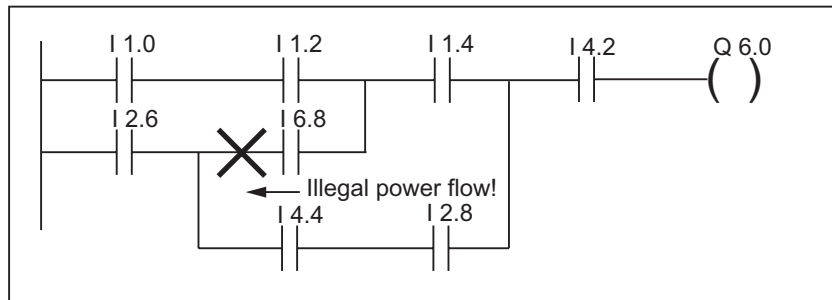 I 1.0
I 1.2
I 1.4
I 4.2
Q 6.0
I 2.6
I 6.8
Illegal power flow!
I 4.4
I 2.8